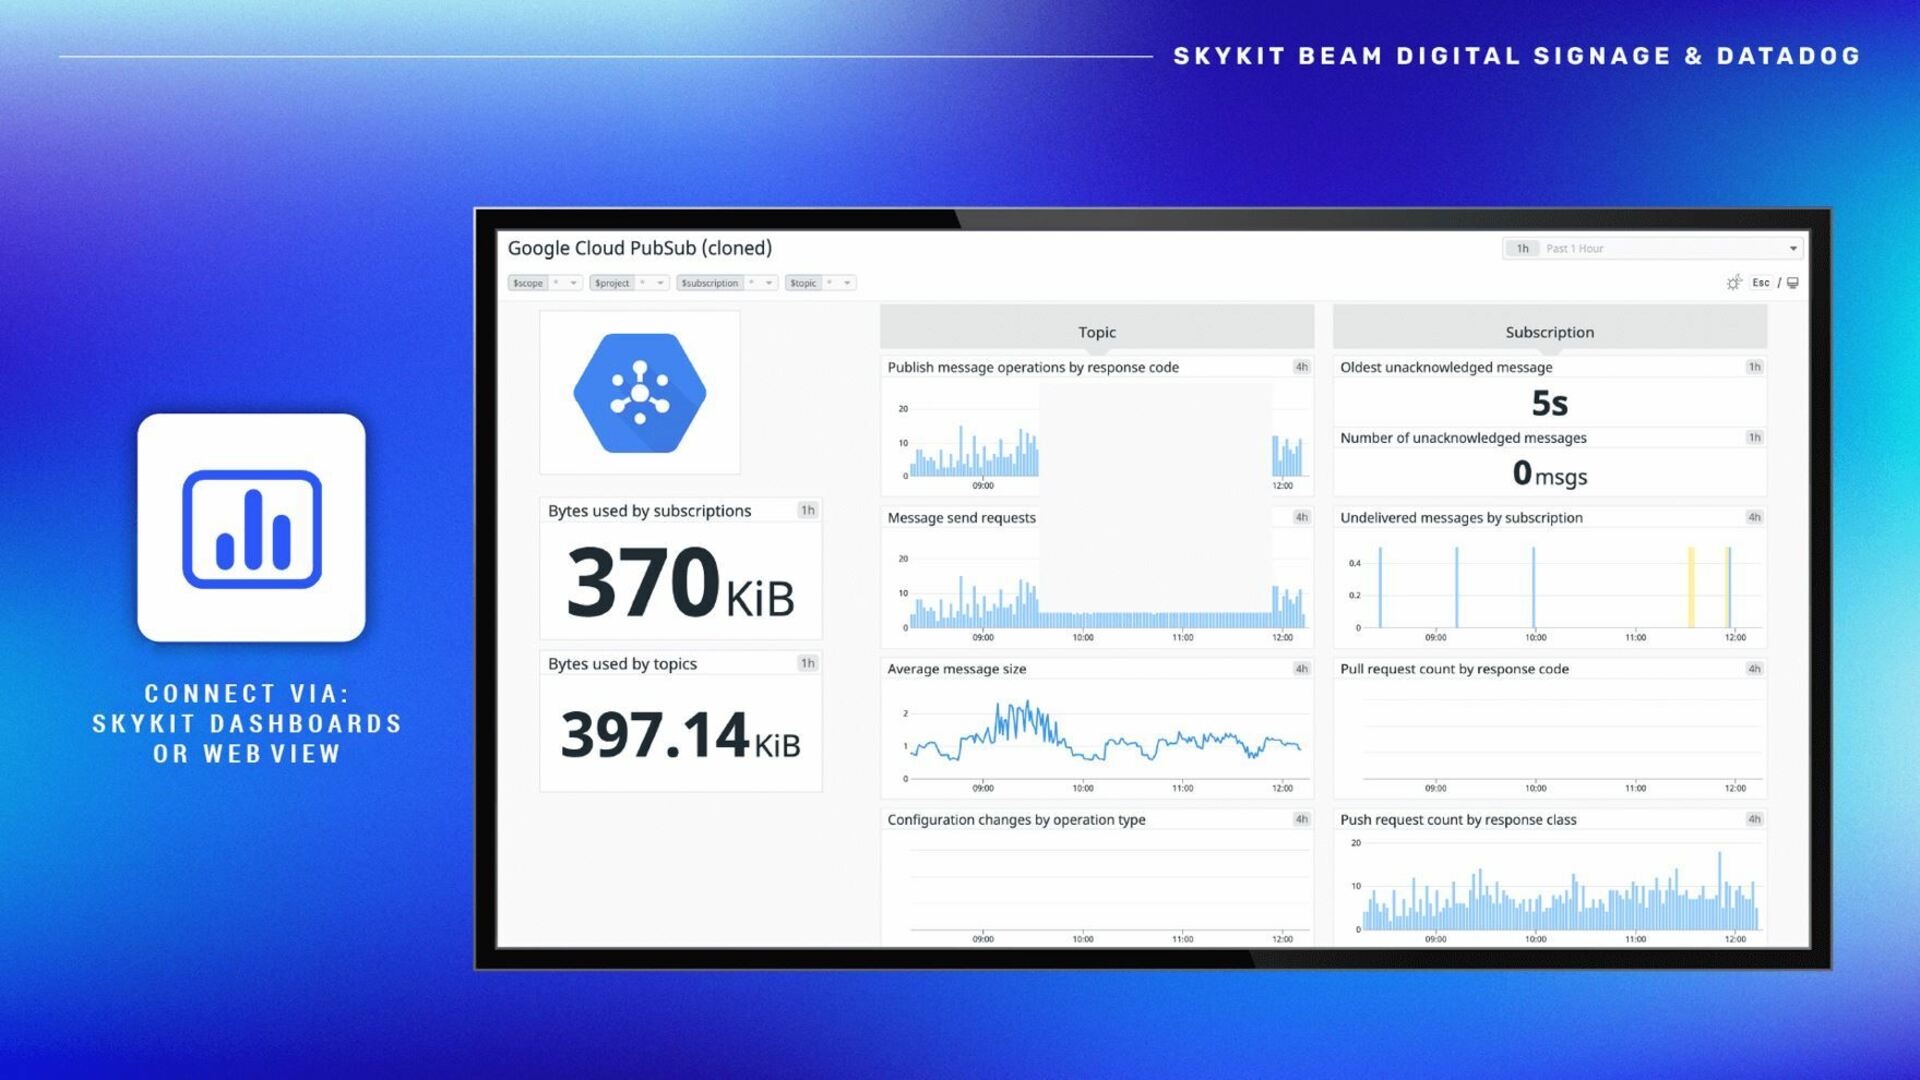 SKYKIT BEAM DIGITAL SIGNAGE & DATADOG
CONNECT VIA:
SKYKIT DASHBOARDS
OR WEB VIEW
Google Cloud PubSub (cloned)
1h Past 1 Hour
$scope * $project * $subscription * $topic *
Esc /
Bytes used by subscriptions 1h
370 KiB
Bytes used by topics 1h
397.14 KiB
Topic
Publish message operations by response code 4h
20
10
0
09:00 12:00
Message send requests 4h
20
10
0
09:00 10:00 11:00 12:00
Average message size 4h
2
1
0
09:00 10:00 11:00 12:00
Configuration changes by operation type 4h
09:00 10:00 11:00 12:00
Subscription
Oldest unacknowledged message 1h
5s
Number of unacknowledged messages 1h
0 msgs
Undelivered messages by subscription 4h
0.4
0.2
0
09:00 10:00 11:00 12:00
Pull request count by response code 4h
09:00 10:00 11:00 12:00
Push request count by response class 4h
20
10
0
09:00 10:00 11:00 12:00